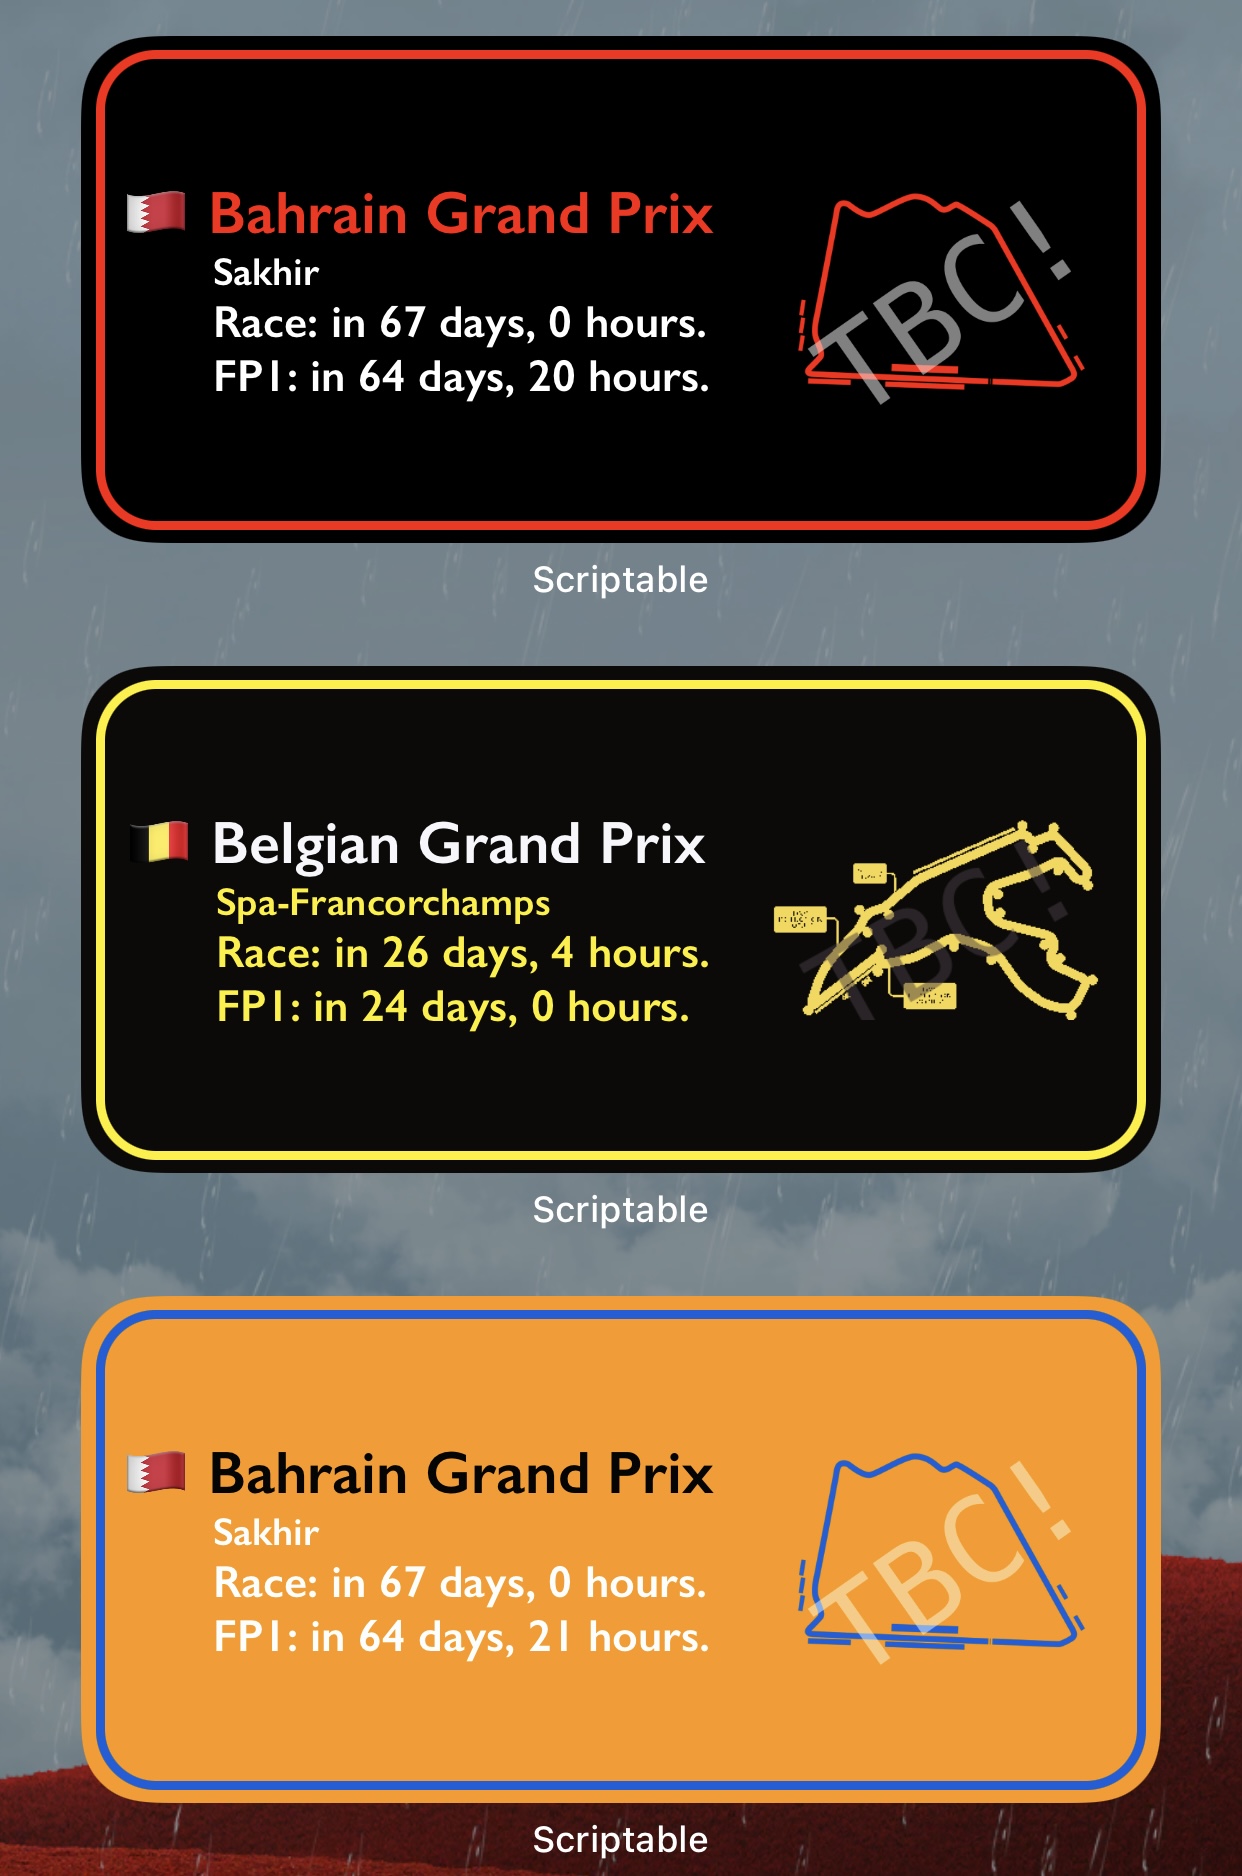 Bahrain Grand Prix
Sakhir
Race: in 67 days, 0 hours.
FP1: in 64 days, 20 hours.
TBC!
Scriptable
Belgian Grand Prix
Spa-Francorchamps
Race: in 26 days, 4 hours.
FP1: in 24 days, 0 hours.
TBC!
Scriptable
Bahrain Grand Prix
Sakhir
Race: in 67 days, 0 hours.
FP1: in 64 days, 21 hours.
TBC!
Scriptable